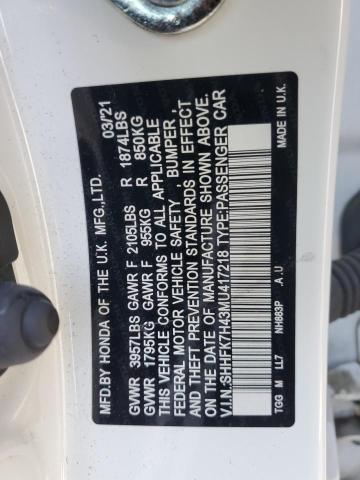 MFD.BY HONDA OF THE U.K. MFG.,LTD. 03/21
GVWR 3957LBS GAWR F 2105LBS R 1874LBS
GVWR 1795KG GAWR F 955KG R 850KG
THIS VEHICLE CONFORMS TO ALL APPLICABLE
FEDERAL MOTOR VEHICLE SAFETY , BUMPER ,
AND THEFT PREVENTION STANDARDS IN
EFFECT ON THE DATE OF MANUFACTURE SHOWN ABOVE.
V.I.N.:SHHFK7H43MU417218 TYPE:PASSENGER CAR
TGG M LL7 NH883P .A .U MADE IN U.K.